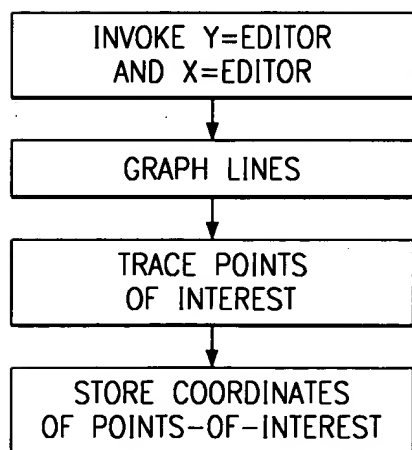 INVOKE Y=EDITOR
AND X=EDITOR
GRAPH LINES
TRACE POINTS
OF INTEREST
STORE COORDINATES
OF POINTS-OF-INTEREST